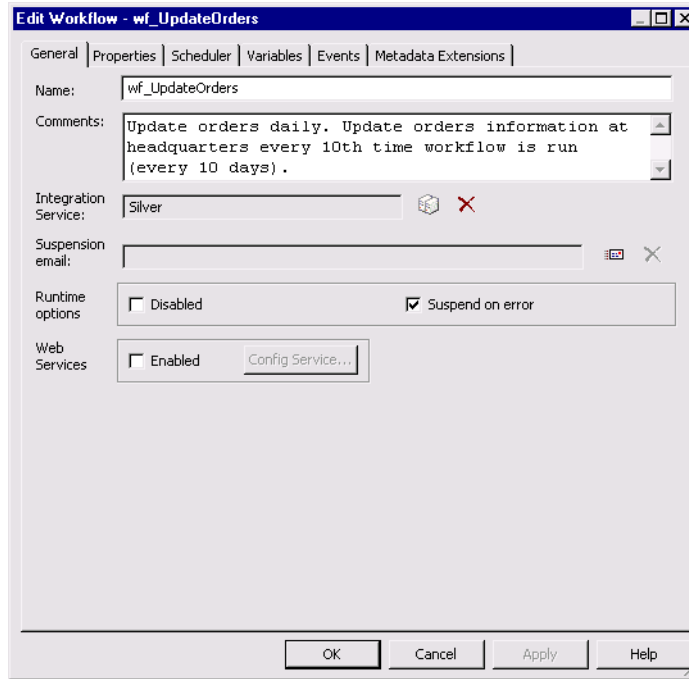 Edit Workflow - wf_UpdateOrders
General Properties Scheduler Variables Events Metadata Extensions
Name: wf_UpdateOrders
Comments: Update orders daily. Update orders information at
headquarters every 10th time workflow is run
(every 10 days).
Integration
Service: Silver
Suspension
email:
Runtime
options Disabled Suspend on error
Web
Services Enabled Config Service...
OK Cancel Apply Help